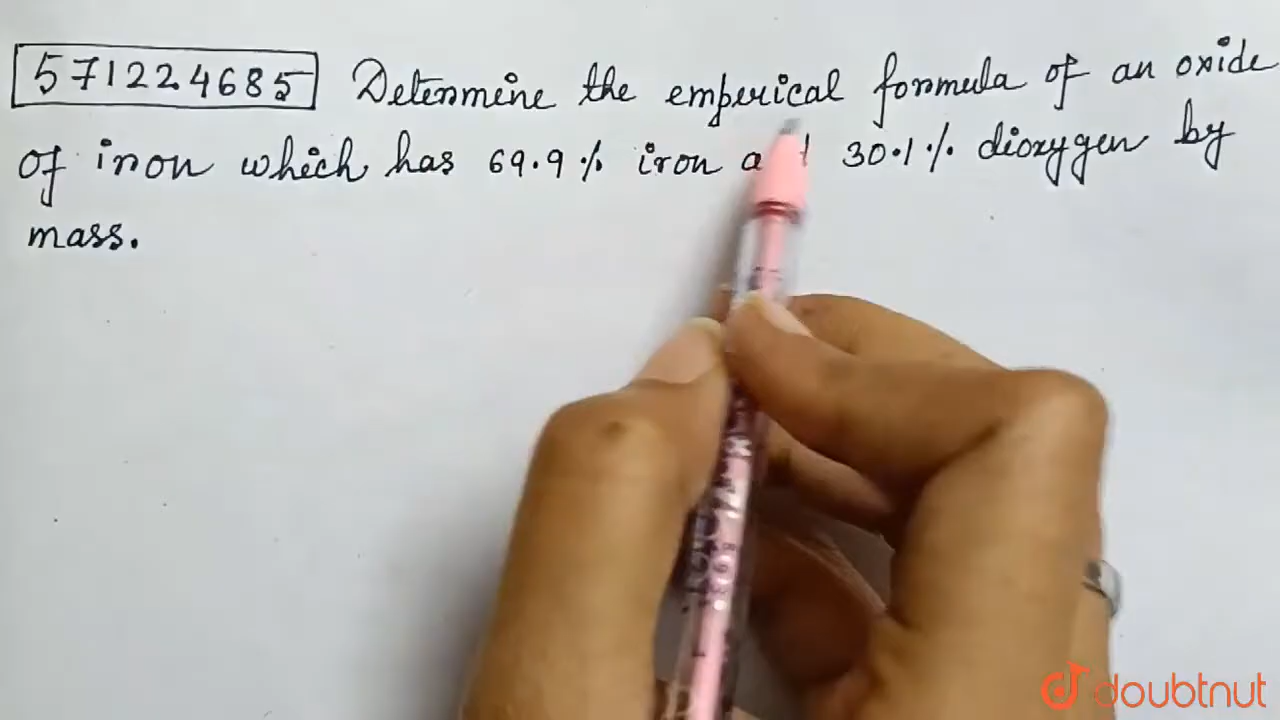 571224685 Determine the emperical formula of an oxide
of iron which has 69.9% iron 30.1% dioxygen by
mass.
doubtnut